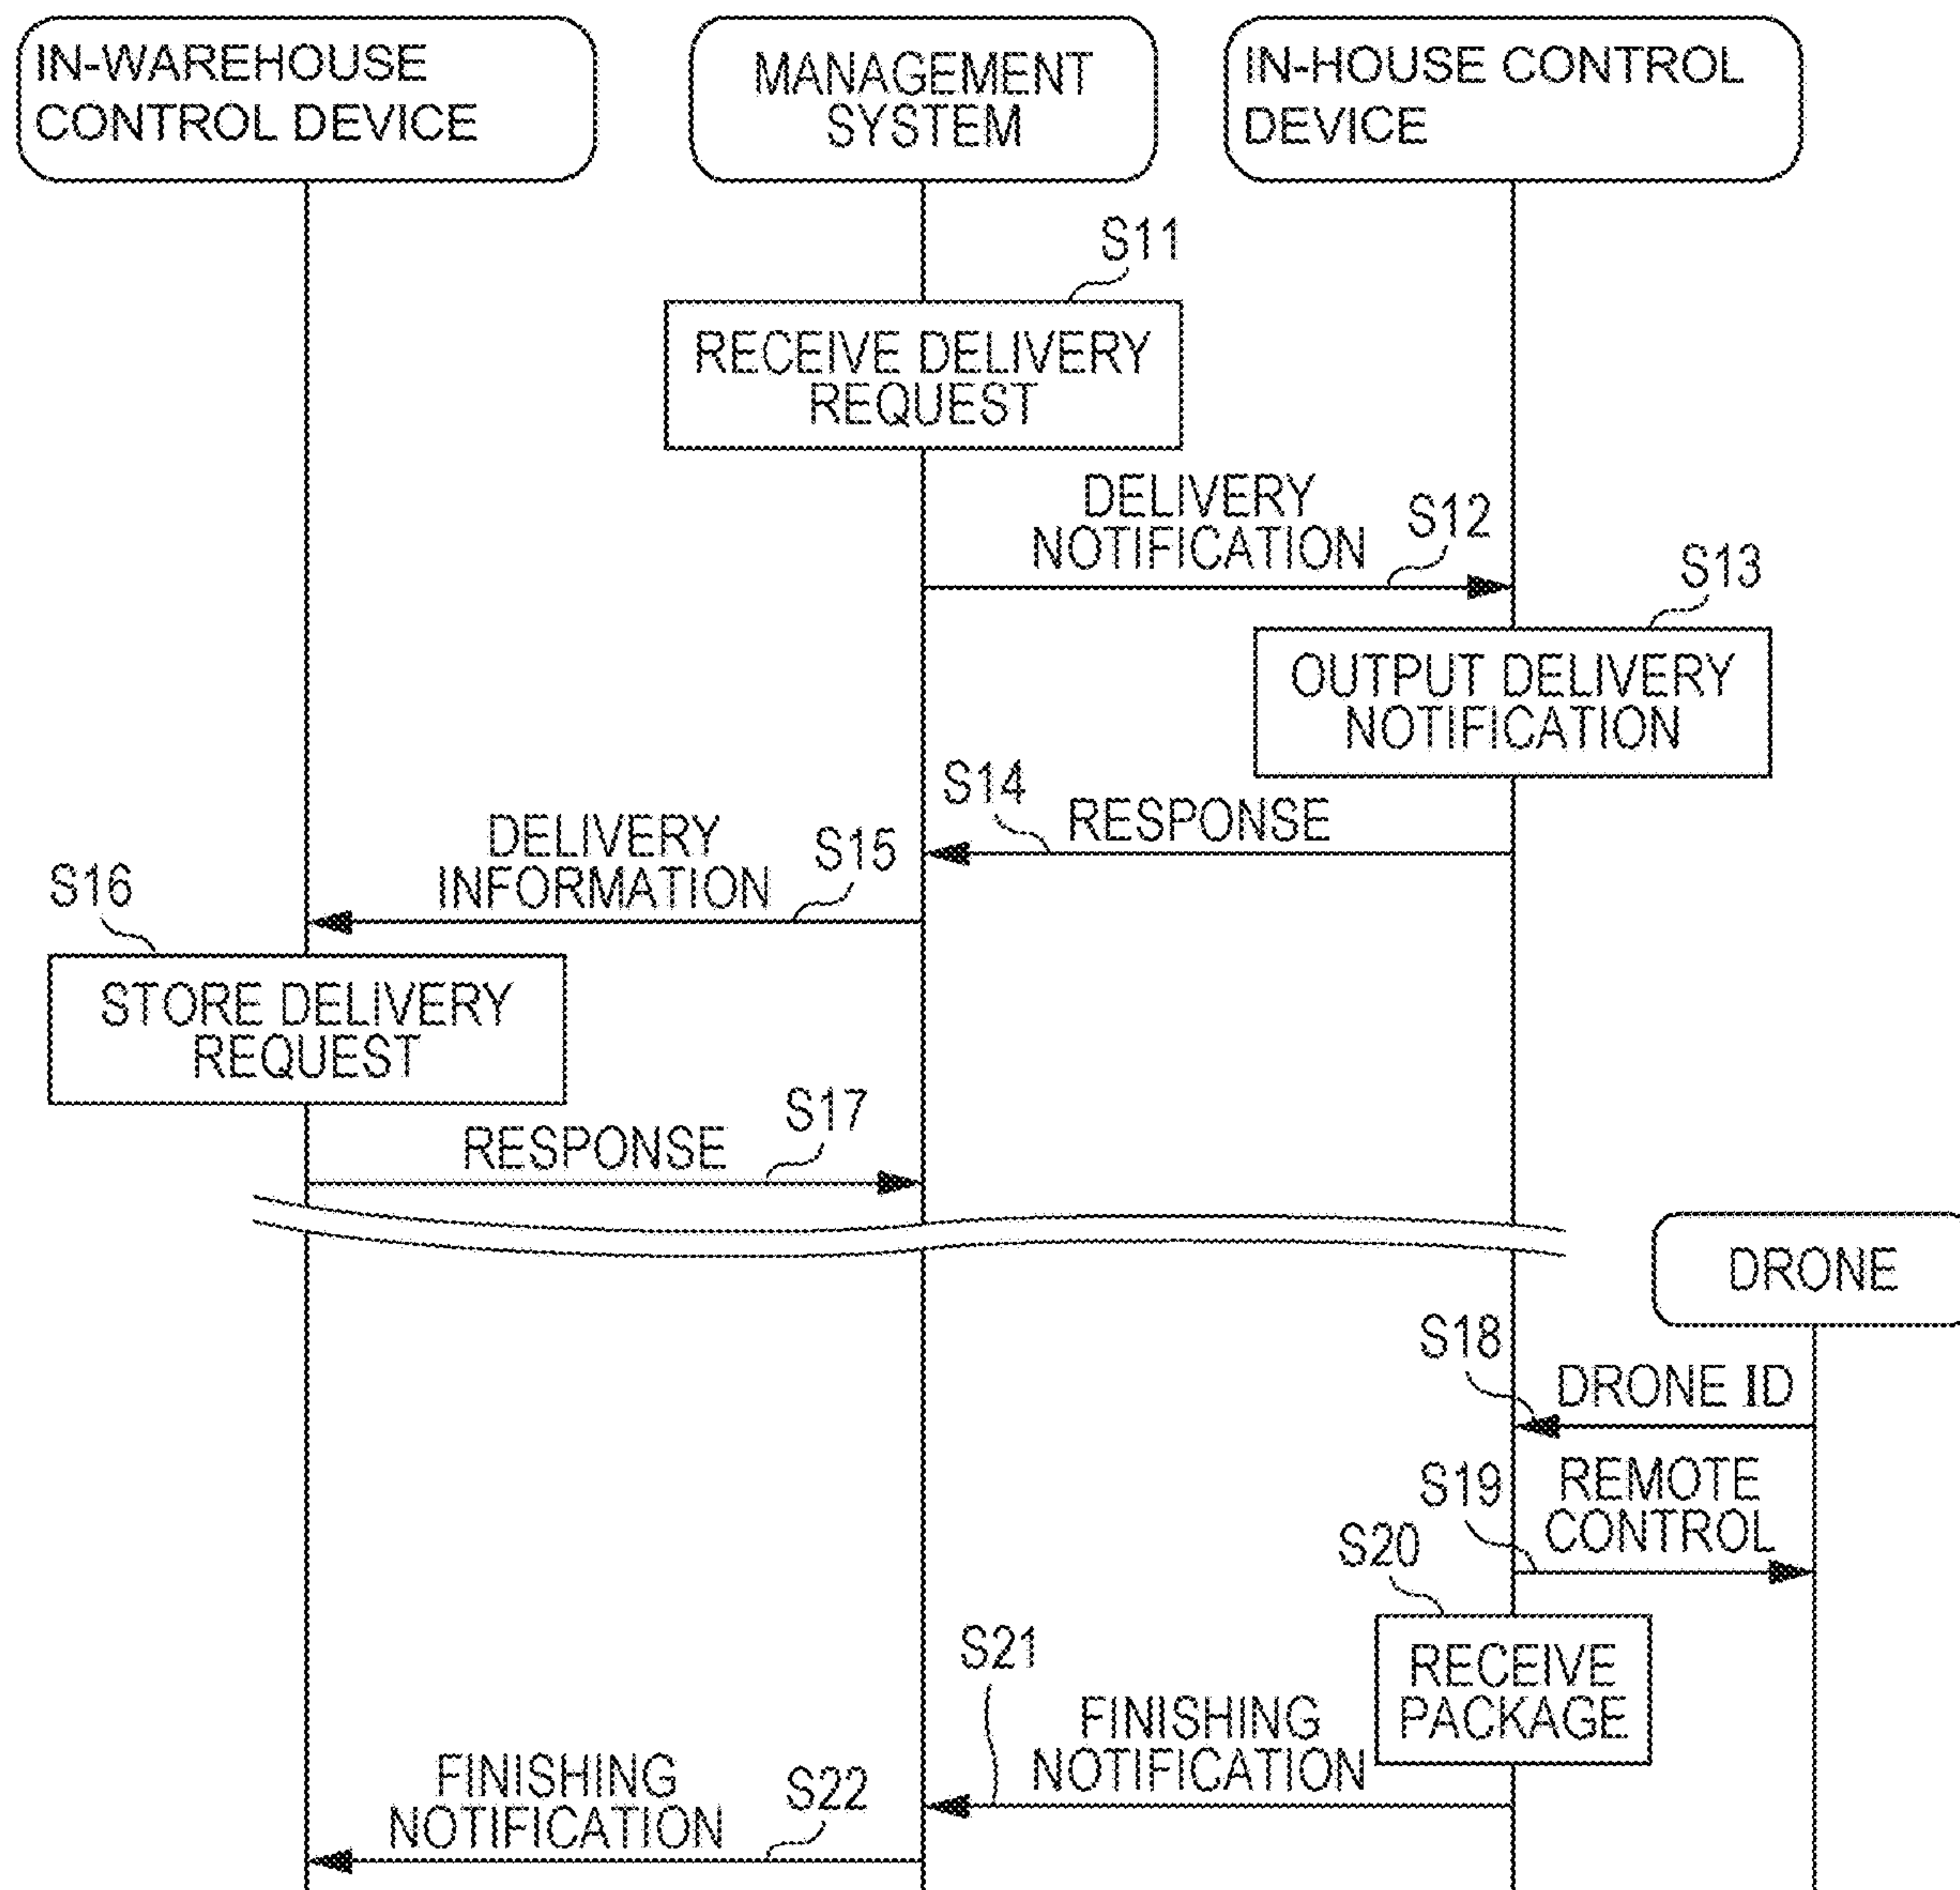 IN-WAREHOUSE
CONTROL DEVICE
MANAGEMENT
SYSTEM
IN-HOUSE CONTROL
DEVICE
S11
RECEIVE DELIVERY
REQUEST
DELIVERY
NOTIFICATION
S12
S13
OUTPUT DELIVERY
NOTIFICATION
S14
RESPONSE
DELIVERY
INFORMATION
S15
S16
STORE DELIVERY
REQUEST
RESPONSE
S17
DRONE
S18
DRONE ID
S19
REMOTE
CONTROL
S20
RECEIVE
PACKAGE
S21
FINISHING
NOTIFICATION
FINISHING
NOTIFICATION
S22